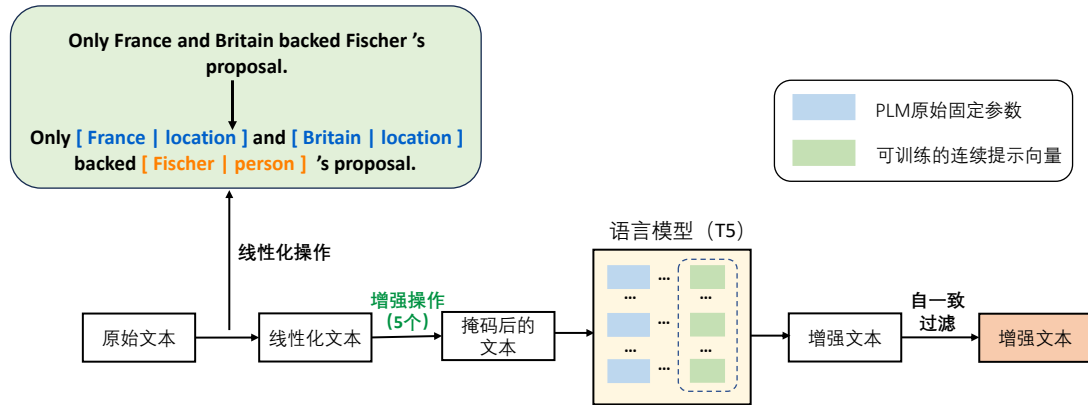 Only France and Britain backed Fischer ’s
proposal.
Only [ France | location ] and [ Britain | location ]
backed [ Fischer | person ] ’s proposal.
PLM原始固定参数
可训练的连续提示向量
线性化操作
语言模型（T5）
... 
... ...
...
... ...
...
增强操作
（5个）
自一致
过滤
原始文本
线性化文本
掩码后的
文本
增强文本
增强文本